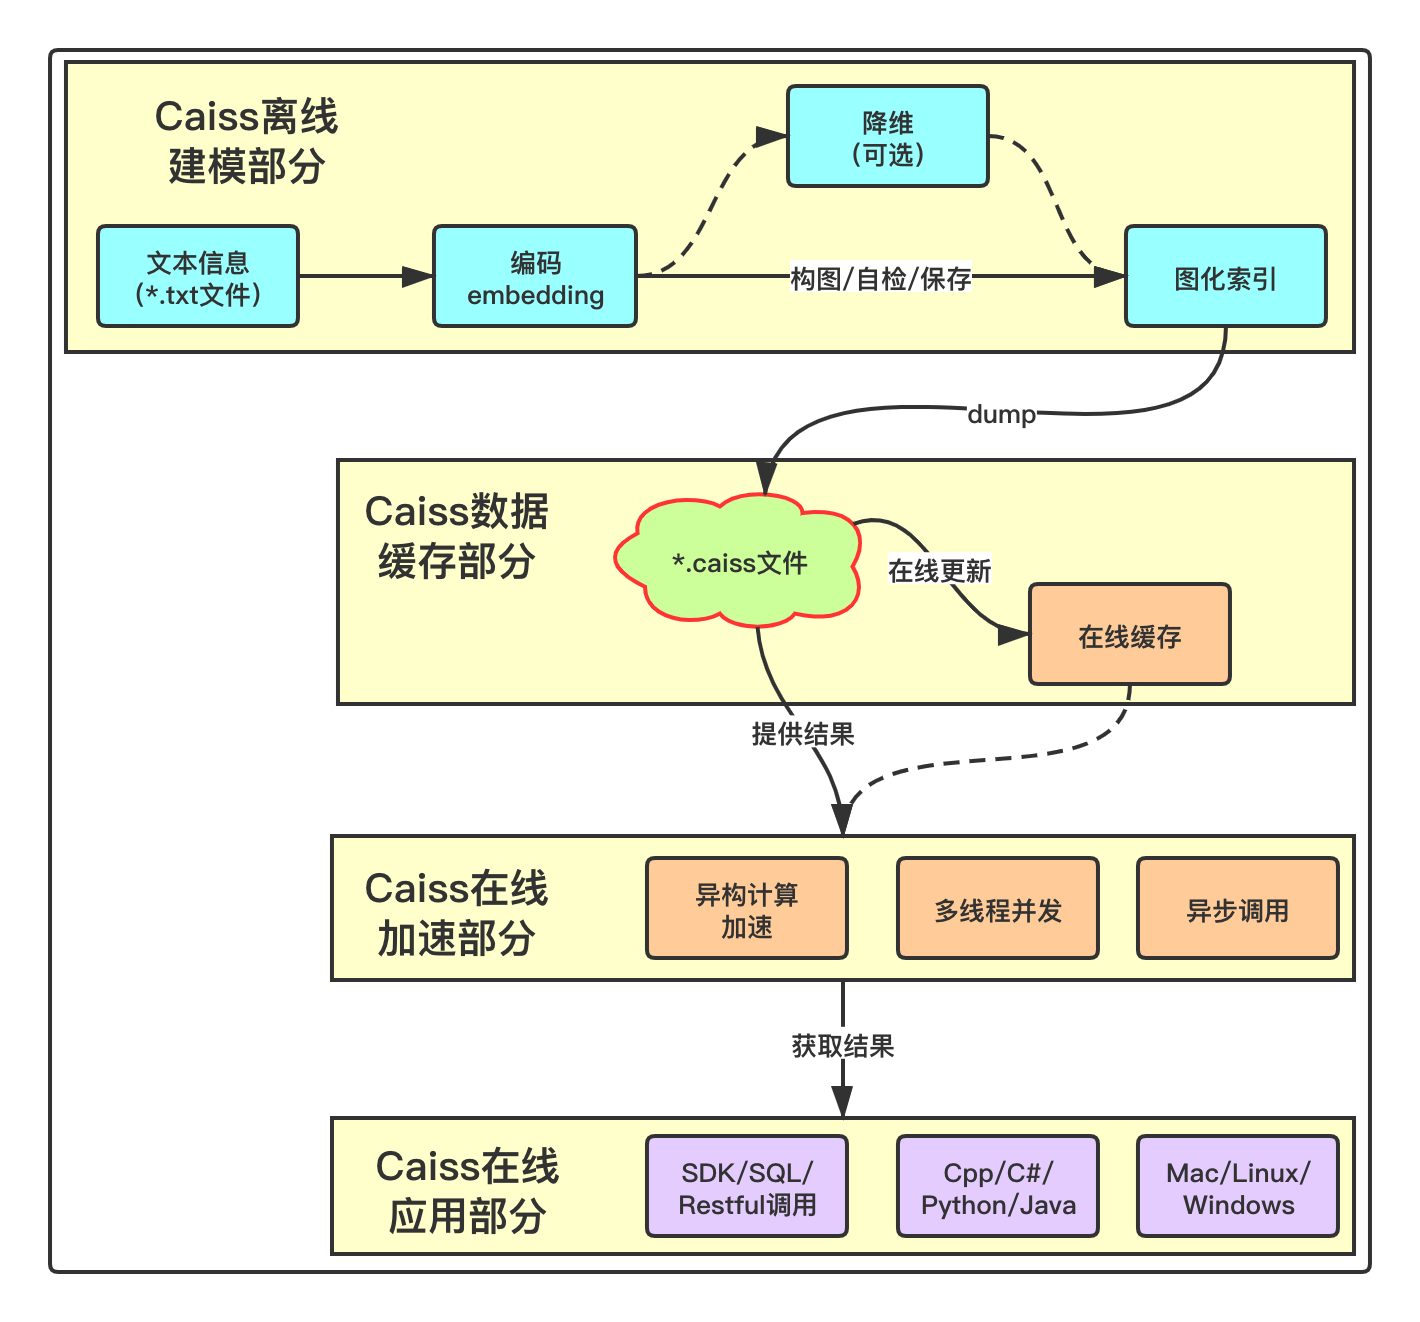 Caiss离线
建模部分
降维
（可选）
文本信息
（*.txt文件）
编码
embedding
构图/自检/保存
图化索引
dump
Caiss数据
缓存部分
*.caiss文件
在线更新
在线缓存
提供结果
Caiss在线
加速部分
异构计算
加速
多线程并发
异步调用
获取结果
Caiss在线
应用部分
SDK/SQL/
Restful调用
Cpp/C#/
Python/Java
Mac/Linux/
Windows